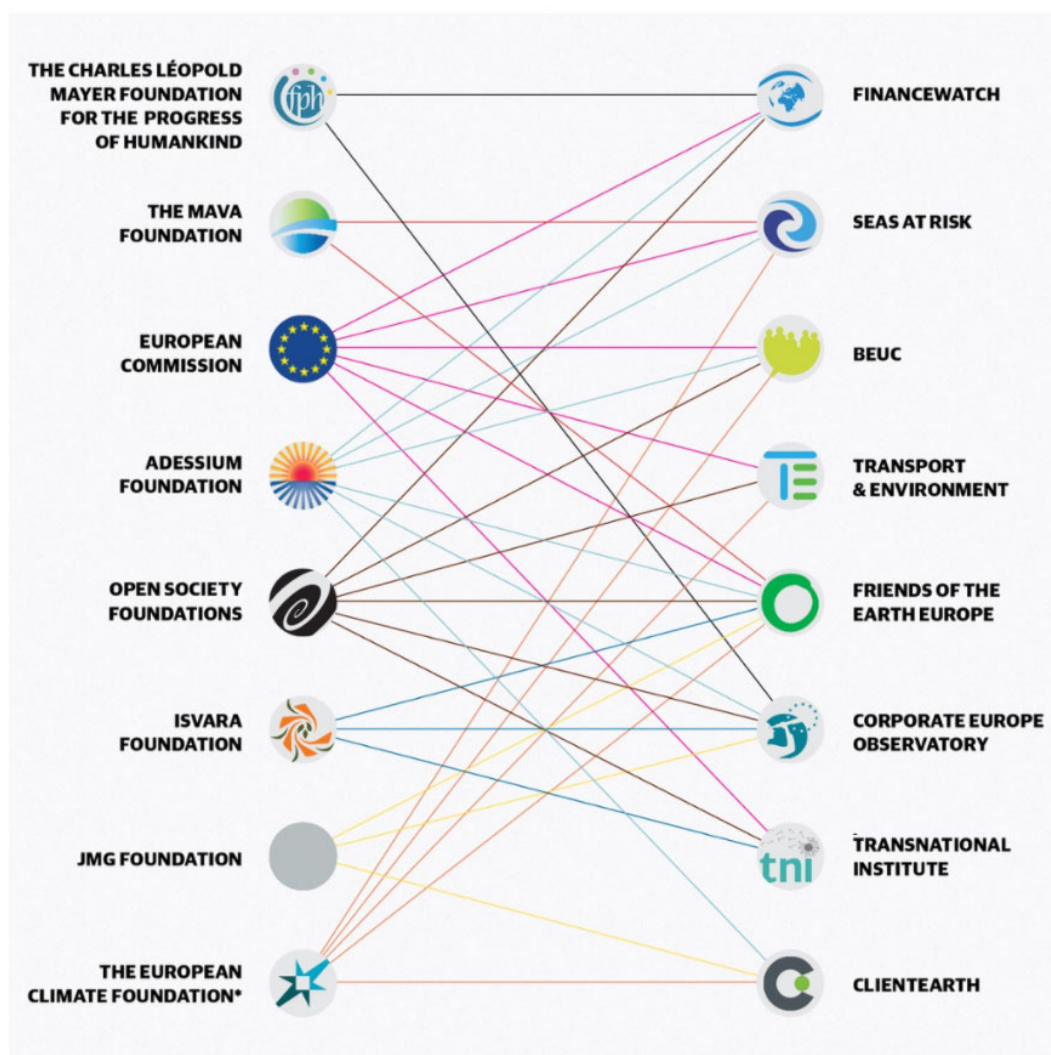 THE CHARLES LÉOPOLD
MAYER FOUNDATION
FOR THE PROGRESS
OF HUMANKIND
fph
FINANCEWATCH
THE MAVA
FOUNDATION
SEAS AT RISK
EUROPEAN
COMMISSION
BEUC
ADESSIUM
FOUNDATION
TRANSPORT
& ENVIRONMENT
TE
OPEN SOCIETY
FOUNDATIONS
FRIENDS OF THE
EARTH EUROPE
ISVARA
FOUNDATION
CORPORATE EUROPE
OBSERVATORY
JMG FOUNDATION
tni
TRANSNATIONAL
INSTITUTE
THE EUROPEAN
CLIMATE FOUNDATION*
CLIENTEARTH